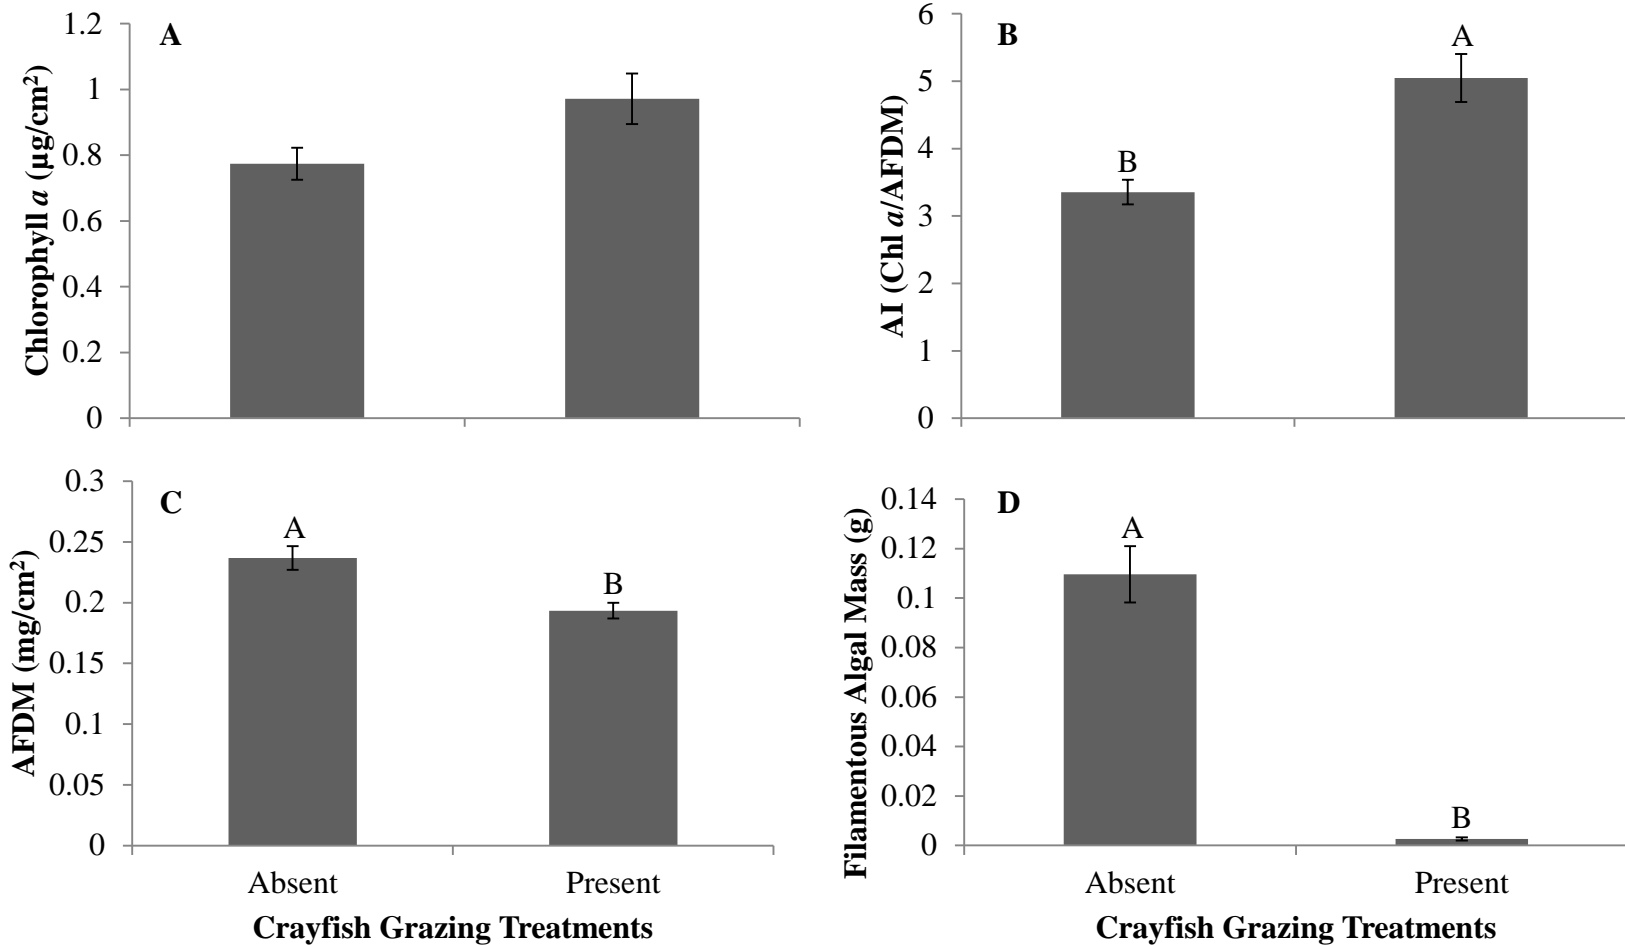 A
Chlorophyll a (µg/cm²)
1.2
1
0.8
0.6
0.4
0.2
0
B
AI (Chl a/AFDM)
6
5
4
3
2
1
0
B
A
C
AFDM (mg/cm²)
0.3
0.25
0.2
0.15
0.1
0.05
0
A
B
Absent
Present
Crayfish Grazing Treatments
D
Filamentous Algal Mass (g)
0.14
0.12
0.1
0.08
0.06
0.04
0.02
0
A
B
Absent
Present
Crayfish Grazing Treatments